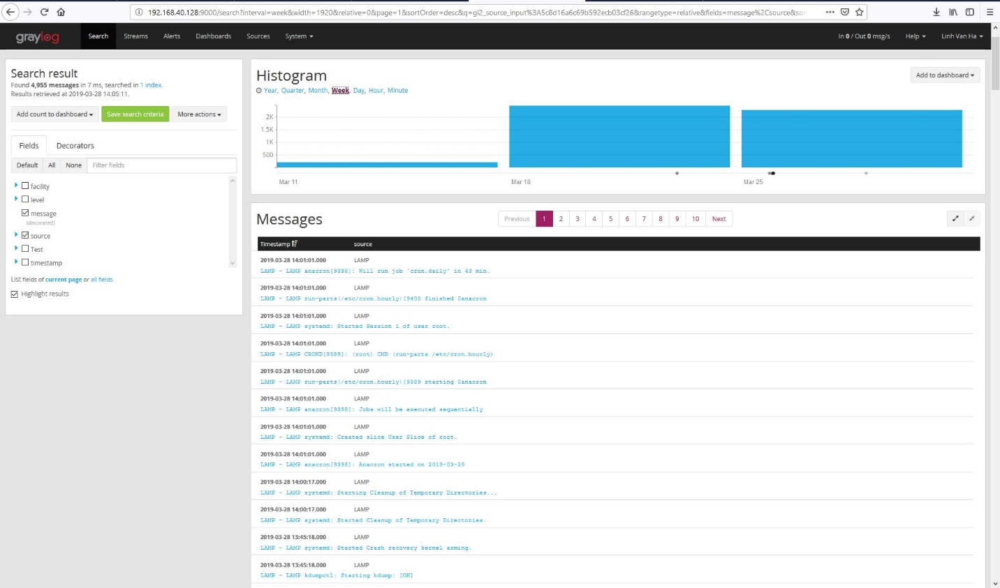 192.168.40.128:9000/search?interval=week&width=1920&relative=0&page=1&sortOrder=desc&q=gl2_source_input%3A5c8d16a6c69b592ecb03cf26&rangetype=relative&fields=message%2Csource&sor
graylog
Search Streams Alerts Dashboards Sources System
In 0 / Out 0 msg/s Help Linh Van Ha
Search result
Found 4,955 messages in 7 ms, searched in 1 index.
Results retrieved at 2019-03-28 14:05:11.
Add count to dashboard Save search criteria More actions
Fields Decorators
Default All None Filter fields
facility
level
message
(decorated)
source
Test
timestamp
List fields of current page or all fields.
Highlight results
Histogram
Add to dashboard
Year, Quarter, Month, Week, Day, Hour, Minute
2K
1.5K
1K
500
Mar 11 Mar 18 Mar 25
Messages
Previous 1 2 3 4 5 6 7 8 9 10 Next
Timestamp source
2019-03-28 14:01:01.000 LAMP
LAMP - LAMP anacron[9398]: Will run job `cron.daily' in 43 min.
2019-03-28 14:01:01.000 LAMP
LAMP - LAMP run-parts(/etc/cron.hourly)[9400 finished 0anacron
2019-03-28 14:01:01.000 LAMP
LAMP - LAMP systemd: Started Session 1 of user root.
2019-03-28 14:01:01.000 LAMP
LAMP - LAMP CROND[9389]: (root) CMD (run-parts /etc/cron.hourly)
2019-03-28 14:01:01.000 LAMP
LAMP - LAMP run-parts(/etc/cron.hourly)[9389 starting 0anacron
2019-03-28 14:01:01.000 LAMP
LAMP - LAMP anacron[9398]: Jobs will be executed sequentially
2019-03-28 14:01:01.000 LAMP
LAMP - LAMP systemd: Created slice User Slice of root.
2019-03-28 14:01:01.000 LAMP
LAMP - LAMP anacron[9398]: Anacron started on 2019-03-28
2019-03-28 14:00:17.000 LAMP
LAMP - LAMP systemd: Starting Cleanup of Temporary Directories...
2019-03-28 14:00:17.000 LAMP
LAMP - LAMP systemd: Started Cleanup of Temporary Directories.
2019-03-28 13:45:18.000 LAMP
LAMP - LAMP systemd: Started Crash recovery kernel arming.
2019-03-28 13:45:18.000 LAMP
LAMP - LAMP kdumpctl: Starting kdump: [OK]